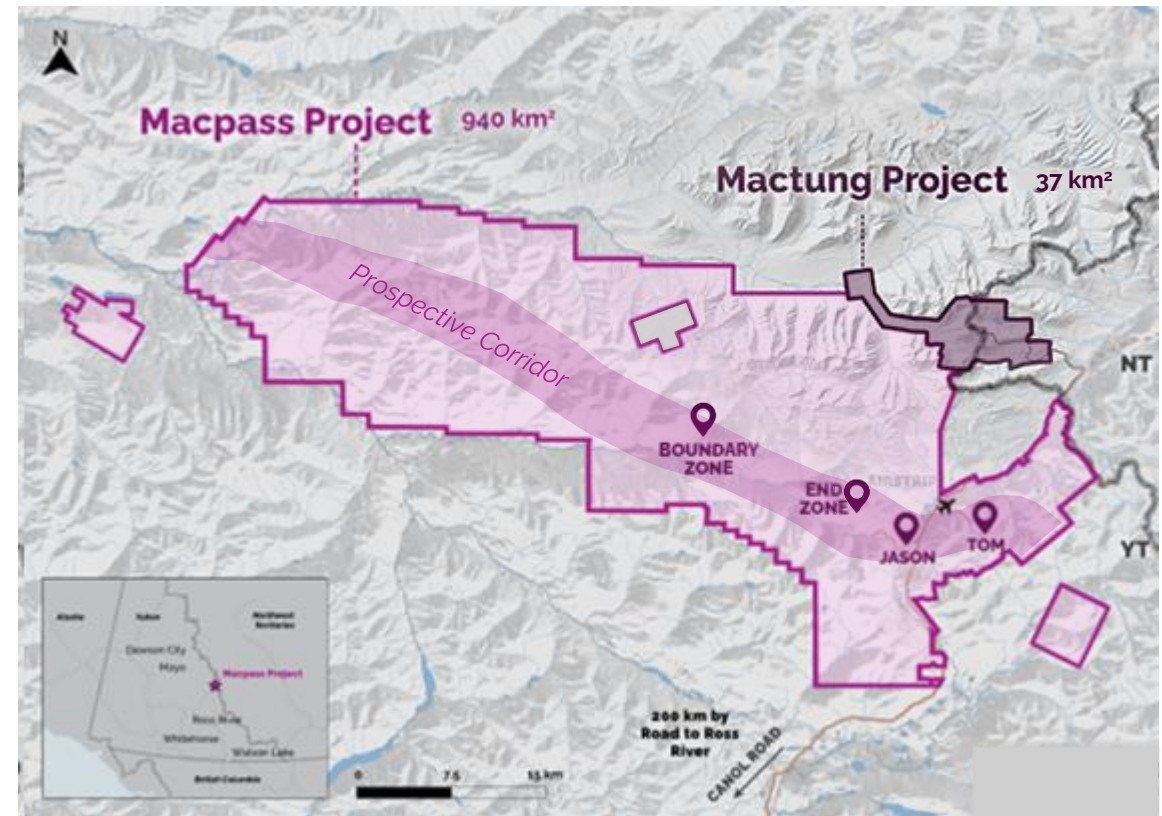 N
Macpass Project 940 km²
Mactung Project 37 km²
Prospective Corridor
NT
BOUNDARY
ZONE
END
ZONE
AIRSTRIP
JASON
TOM
YT
Alaska
Yukon
Northwest
Territories
Dawson City
Mayo
Macpass Project
Ross River
Whitehorse
Watson Lake
British Columbia
200 km by
Road to Ross
River
CANOL ROAD
0 7.5 15 km